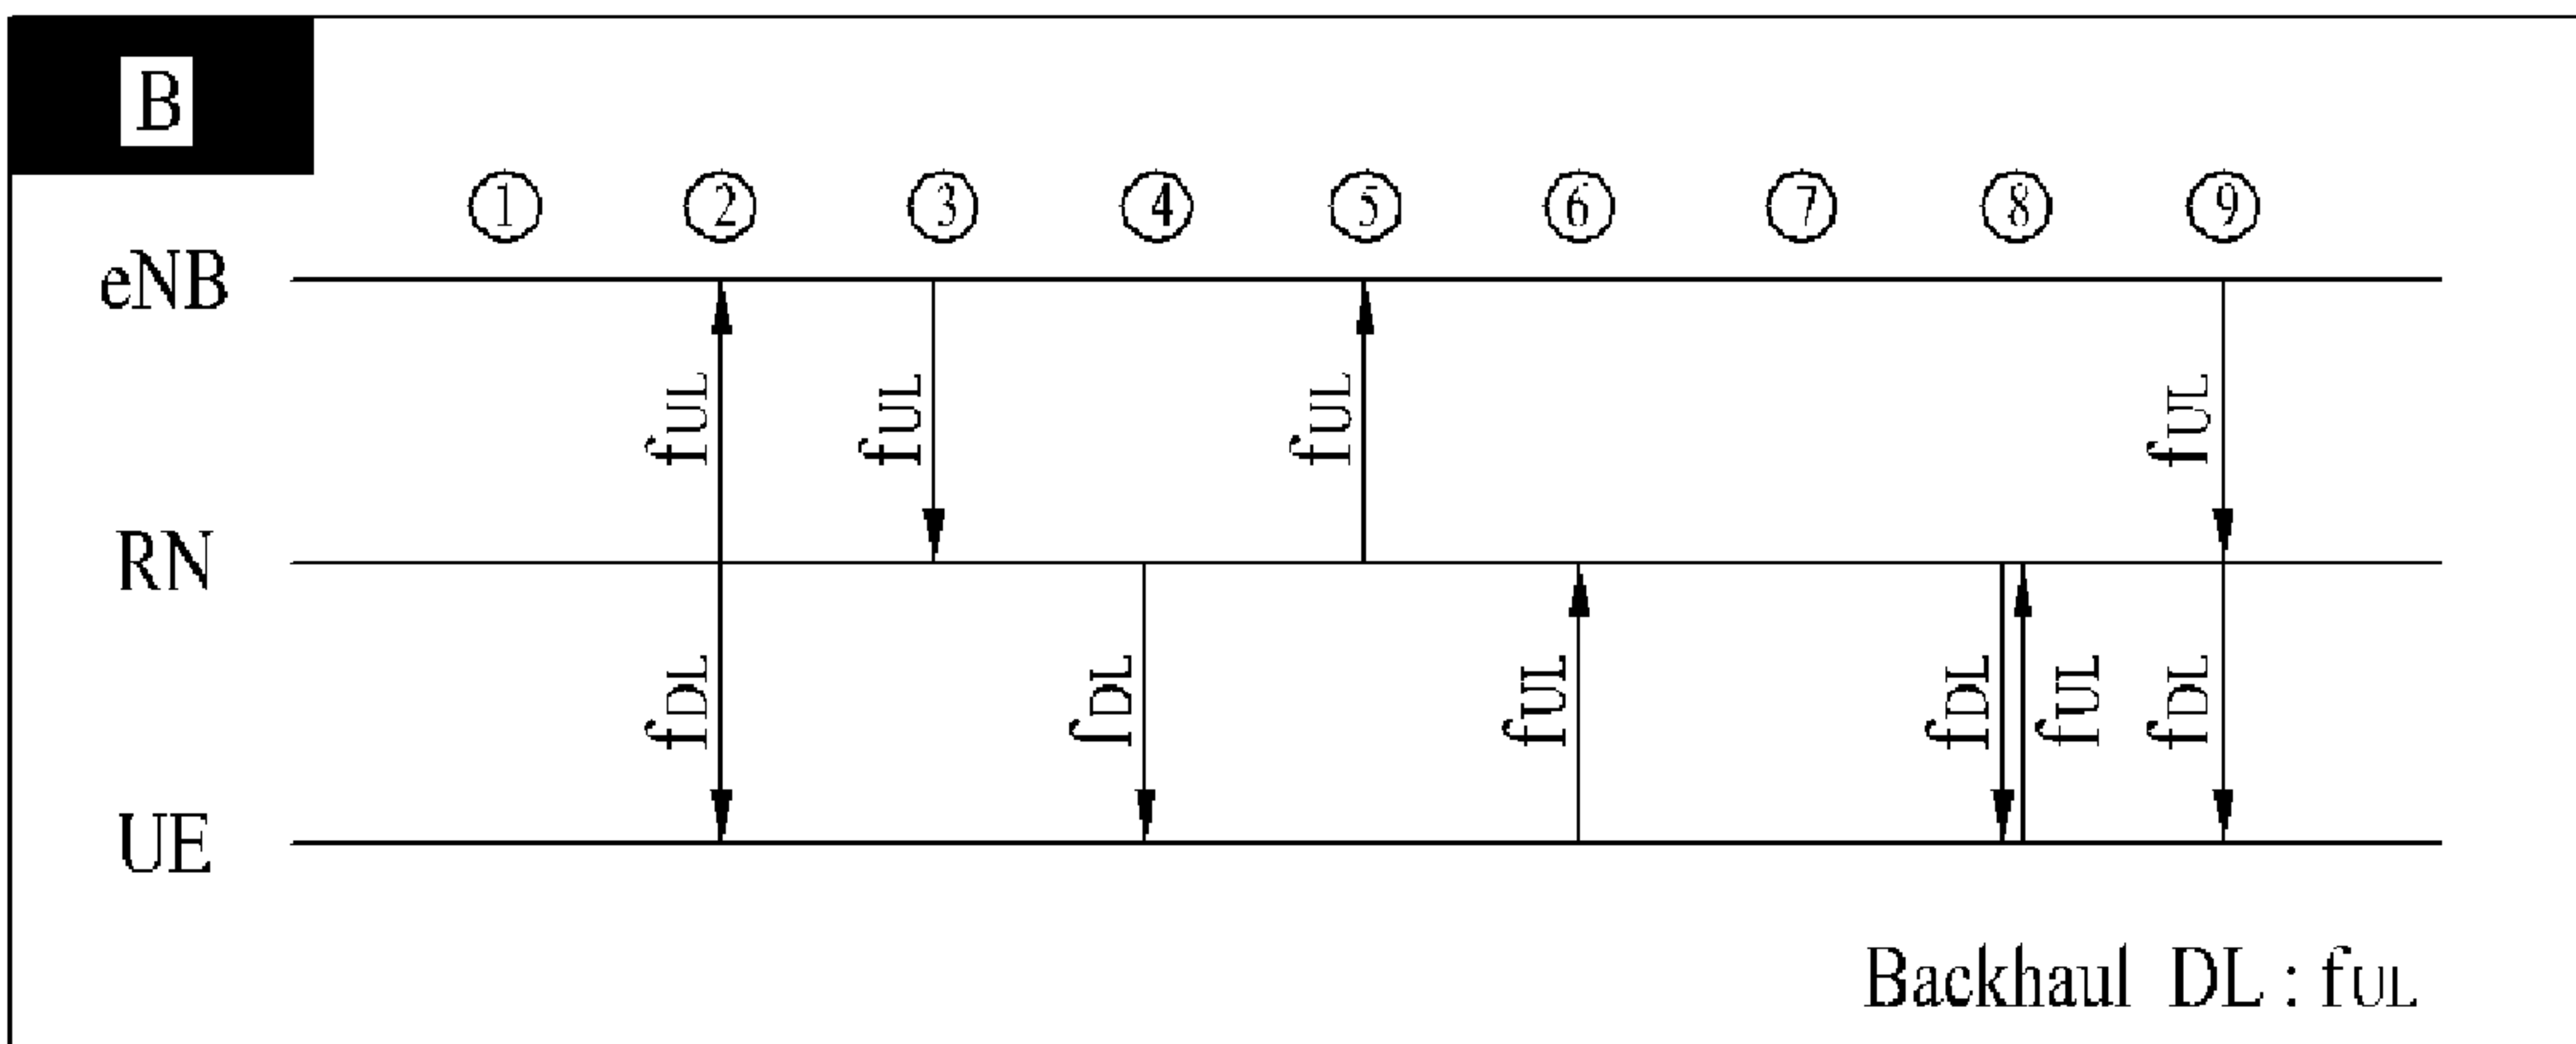 B
① ② ③ ④ ⑤ ⑥ ⑦ ⑧ ⑨
eNB
fUL fUL fUL fUL
RN
fDL fDL fUL fDL fUL fDL
UE
Backhaul DL : fUL